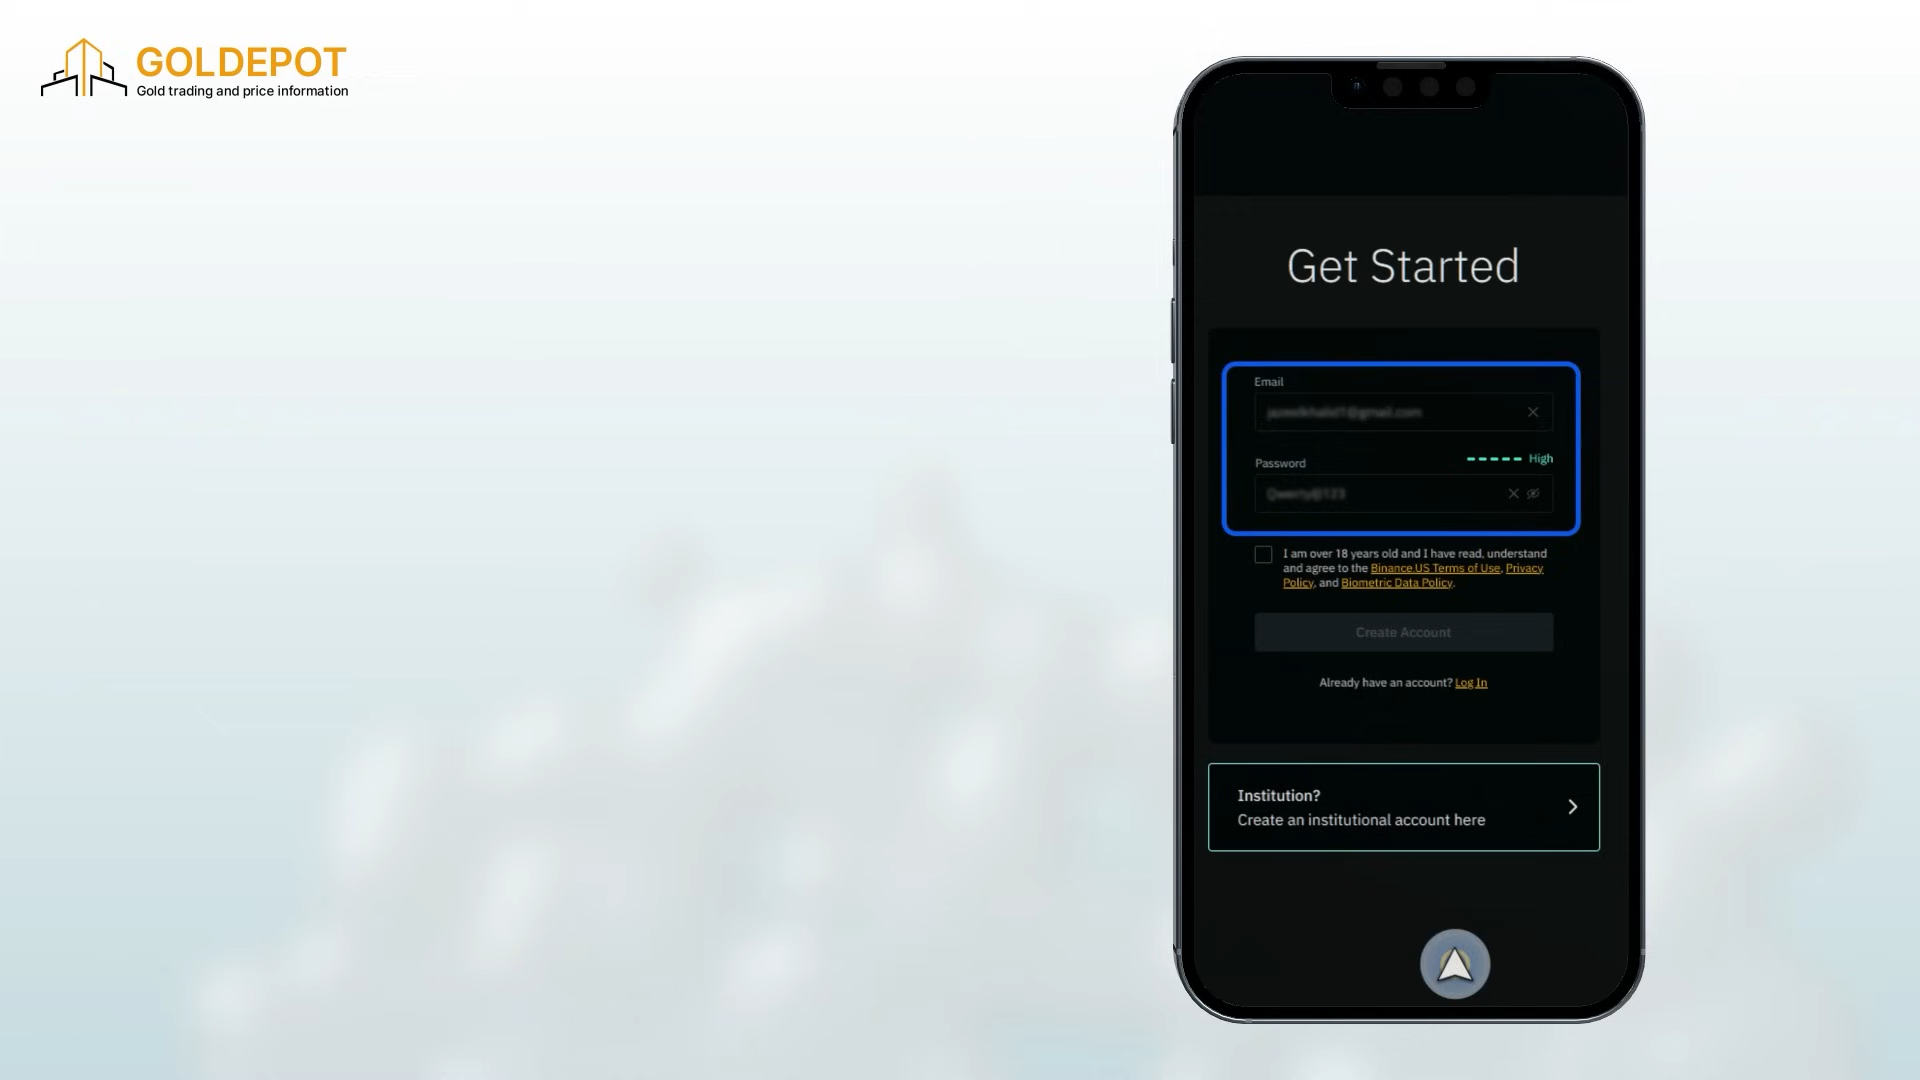 GOLDEPOT
Gold trading and price information
Get Started
Email
Password
High
I am over 18 years old and I have read, understand
and agree to the Binance.US Terms of Use, Privacy
Policy, and Biometric Data Policy.
Create Account
Already have an account? Log In
Institution?
Create an institutional account here